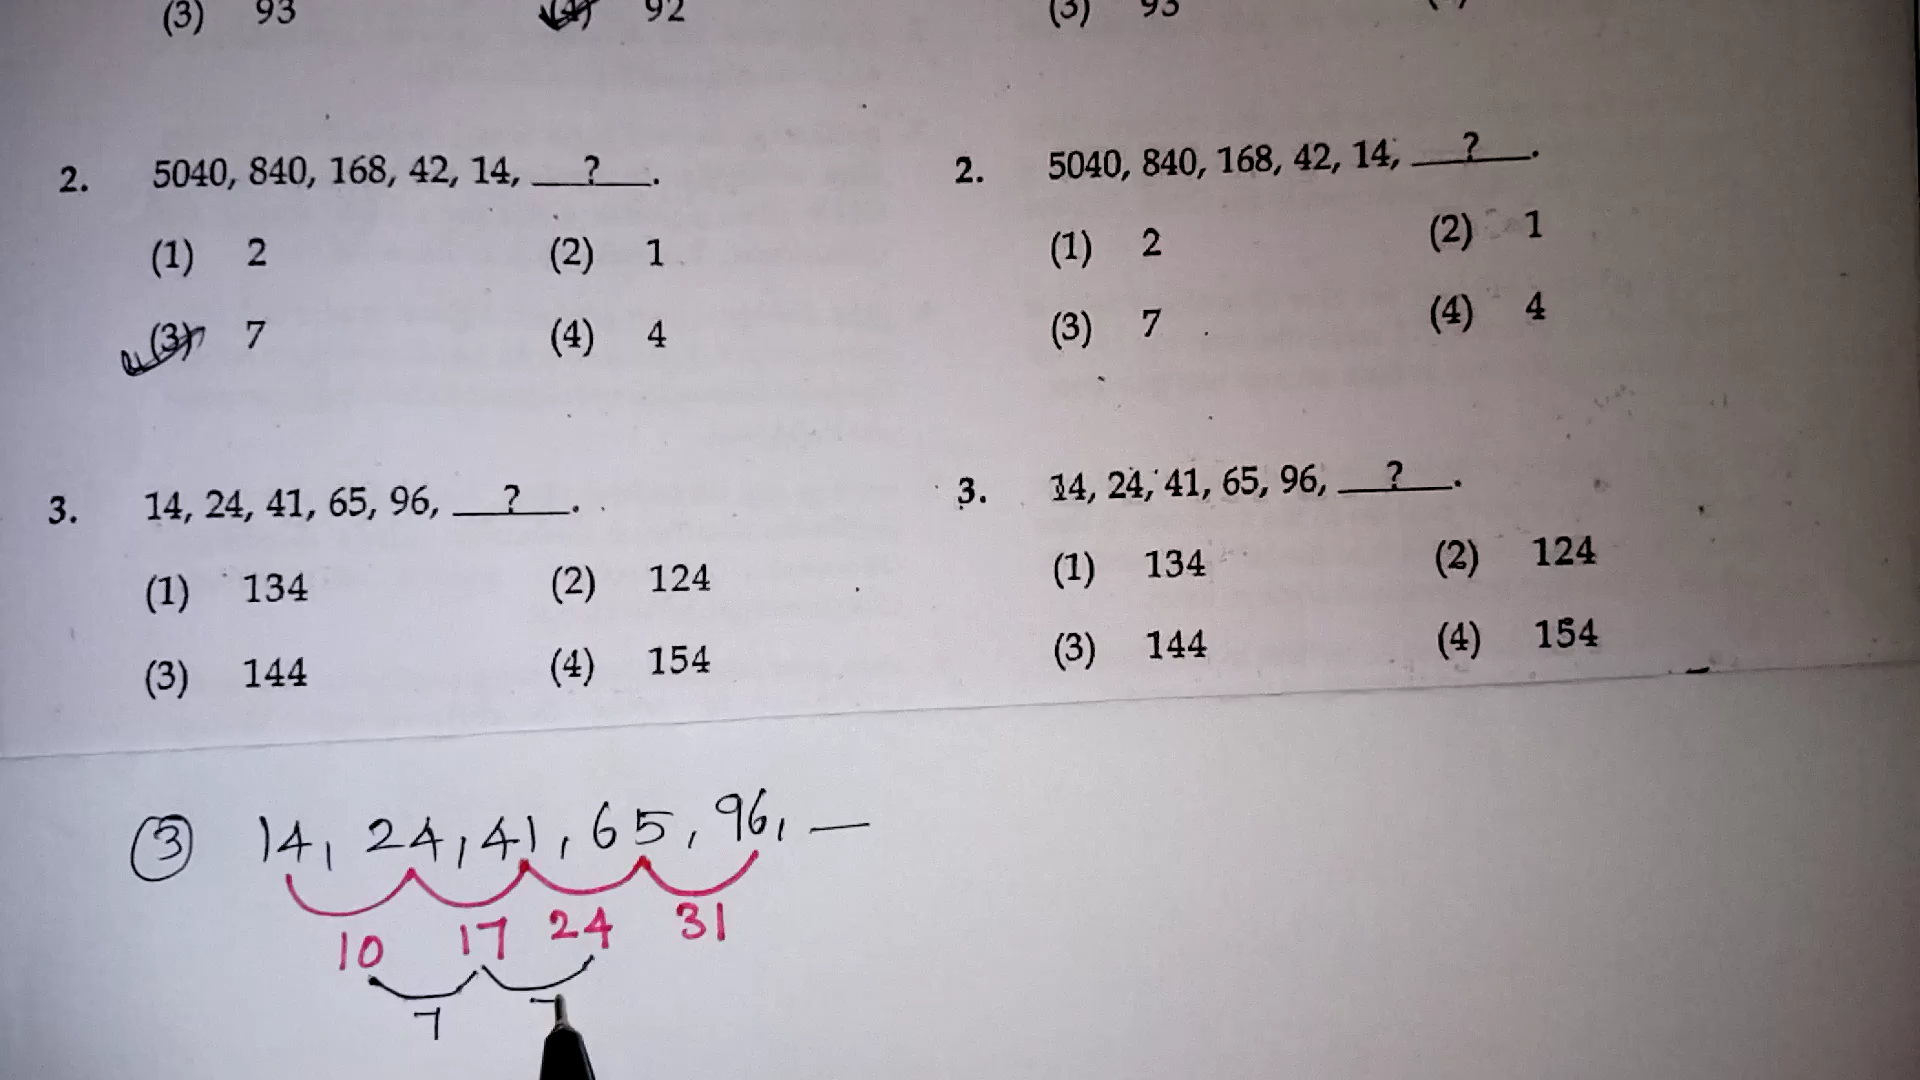 (3) 93 (4) 92
(3) 93
2. 5040, 840, 168, 42, 14, ? .
(1) 2 (2) 1
(3) 7 (4) 4
2. 5040, 840, 168, 42, 14, ? .
(1) 2 (2) 1
(3) 7 (4) 4
3. 14, 24, 41, 65, 96, ? .
(1) 134 (2) 124
(3) 144 (4) 154
3. 14, 24, 41, 65, 96, ? .
(1) 134 (2) 124
(3) 144 (4) 154
3 14, 24, 41, 65, 96, —
10 17 24 31
7